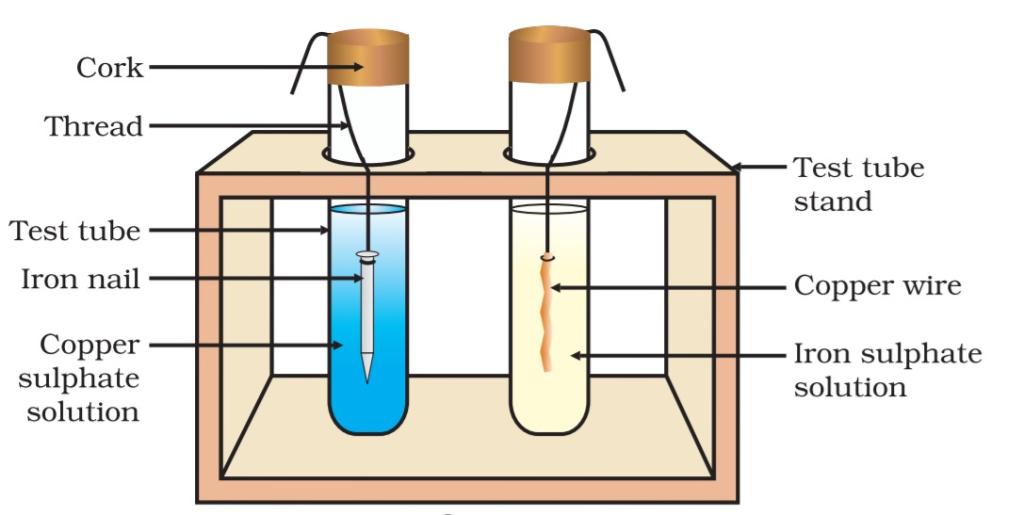 Cork
Thread
Test tube
stand
Test tube
Iron nail
Copper wire
Copper
sulphate
solution
Iron sulphate
solution